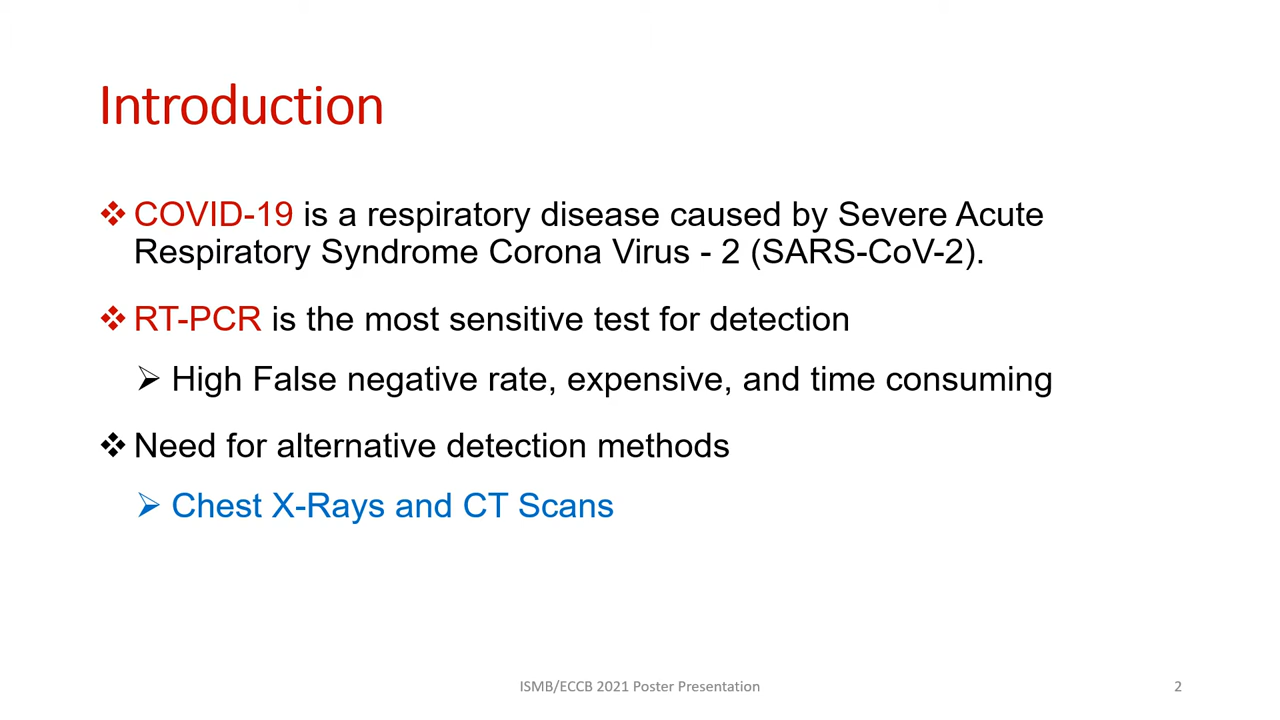 Introduction
❖ COVID-19 is a respiratory disease caused by Severe Acute
Respiratory Syndrome Corona Virus - 2 (SARS-CoV-2).
❖ RT-PCR is the most sensitive test for detection
➢ High False negative rate, expensive, and time consuming
❖ Need for alternative detection methods
➢ Chest X-Rays and CT Scans
ISMB/ECCB 2021 Poster Presentation
2